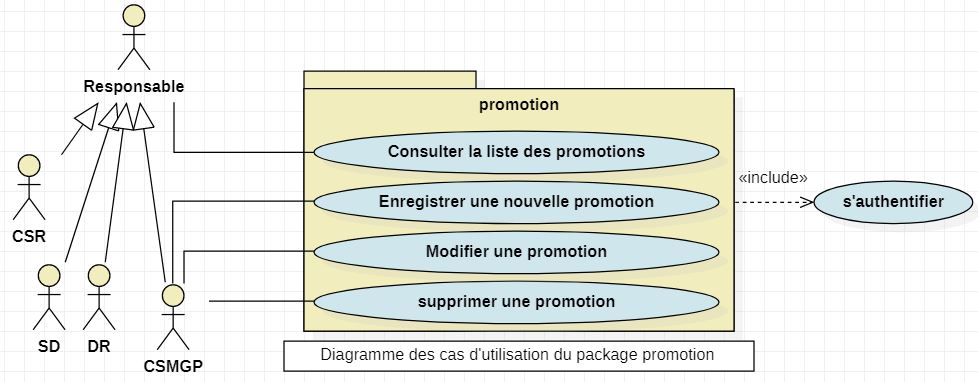 Responsable
promotion
Consulter la liste des promotions
«include»
Enregistrer une nouvelle promotion
s'authentifier
CSR
Modifier une promotion
supprimer une promotion
SD
DR
CSMGP
Diagramme des cas d'utilisation du package promotion